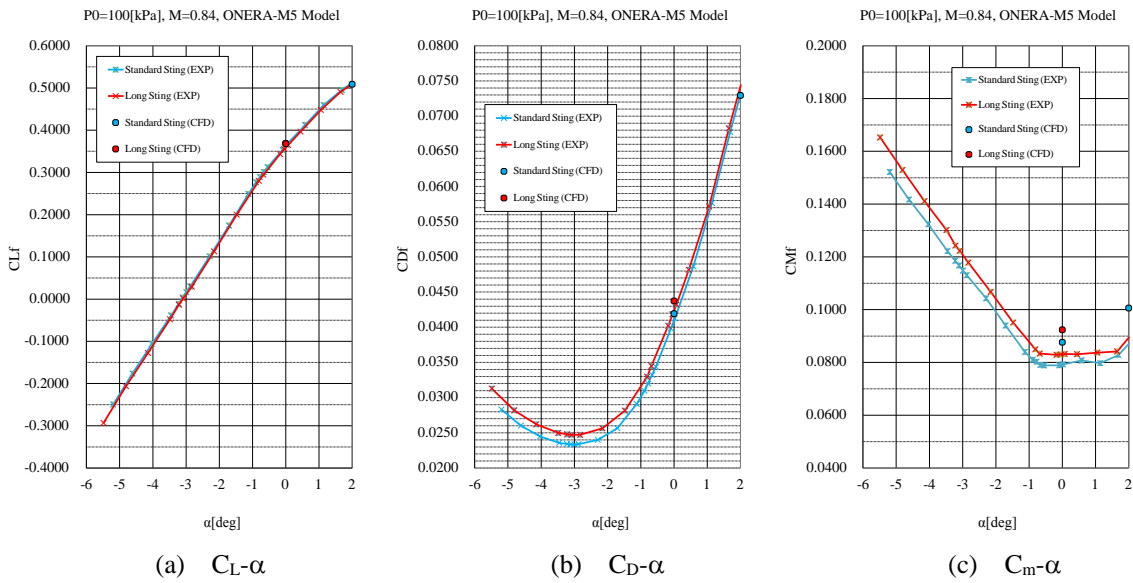 P0=100[kPa], M=0.84, ONERA-M5 Model
0.6000
0.5000
0.4000
0.3000
0.2000
0.1000
0.0000
-0.1000
-0.2000
-0.3000
-0.4000
CLf
Standard Sting (EXP)
Long Sting (EXP)
Standard Sting (CFD)
Long Sting (CFD)
-6 -5 -4 -3 -2 -1 0 1 2
α[deg]
(a) CL-α
P0=100[kPa], M=0.84, ONERA-M5 Model
0.0800
0.0750
0.0700
0.0650
0.0600
0.0550
0.0500
0.0450
0.0400
0.0350
0.0300
0.0250
0.0200
CDf
Standard Sting (EXP)
Long Sting (EXP)
Standard Sting (CFD)
Long Sting (CFD)
-6 -5 -4 -3 -2 -1 0 1 2
α[deg]
(b) CD-α
P0=100[kPa], M=0.84, ONERA-M5 Model
0.2000
0.1800
0.1600
0.1400
0.1200
0.1000
0.0800
0.0600
0.0400
CMf
Standard Sting (EXP)
Long Sting (EXP)
Standard Sting (CFD)
Long Sting (CFD)
-6 -5 -4 -3 -2 -1 0 1 2
α[deg]
(c) Cm-α